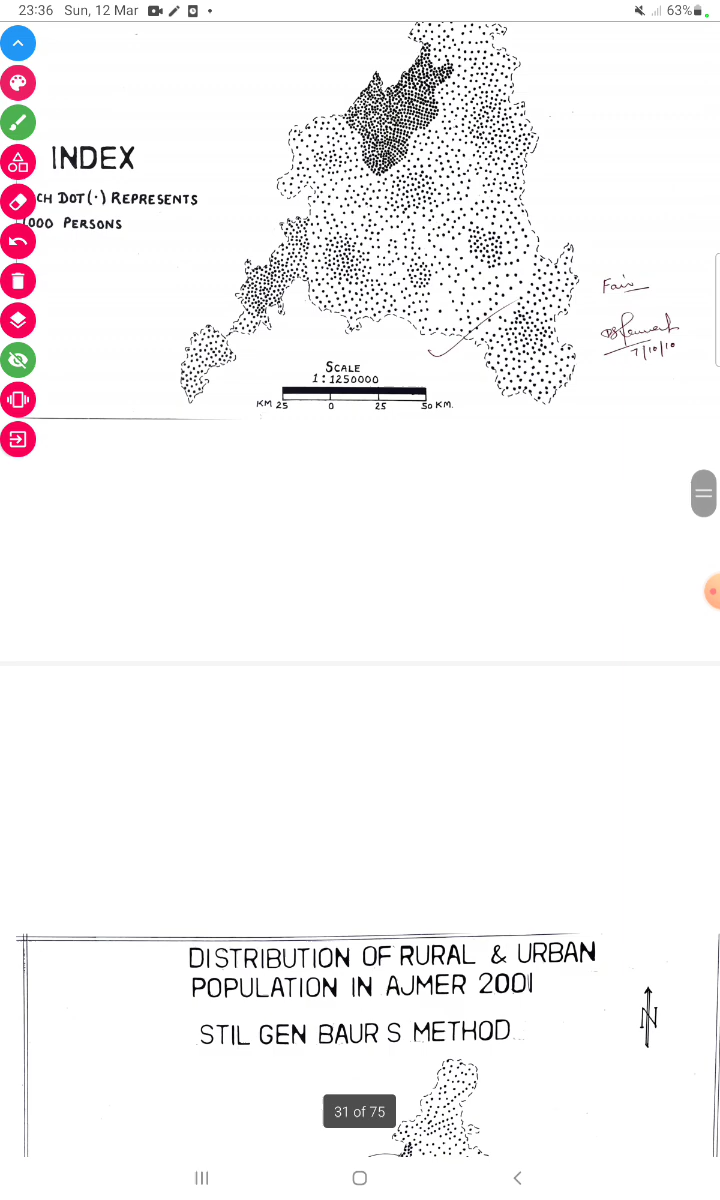 23:36 Sun, 12 Mar
63%
INDEX
CH DOT (·) REPRESENTS
000 PERSONS
Fair
7/10/10
SCALE
1:1250000
KM 25 0 25 50 KM.
DISTRIBUTION OF RURAL & URBAN
POPULATION IN AJMER 2001
STIL GEN BAUR S METHOD
N
31 of 75